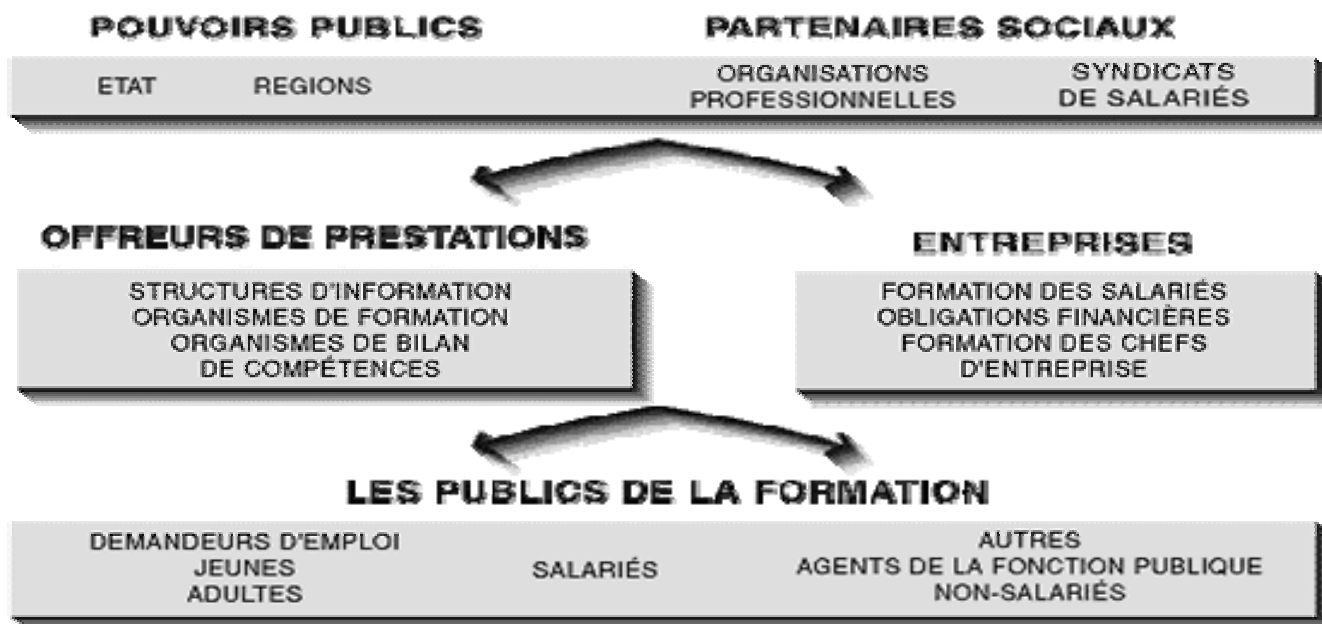 POUVOIRS PUBLICS
PARTENAIRES SOCIAUX
ETAT
REGIONS
ORGANISATIONS
PROFESSIONNELLES
SYNDICATS
DE SALARIÉS
OFFREURS DE PRESTATIONS
STRUCTURES D'INFORMATION
ORGANISMES DE FORMATION
ORGANISMES DE BILAN
DE COMPÉTENCES
ENTREPRISES
FORMATION DES SALARIÉS
OBLIGATIONS FINANCIÈRES
FORMATION DES CHEFS
D'ENTREPRISE
LES PUBLICS DE LA FORMATION
DEMANDEURS D'EMPLOI
JEUNES
ADULTES
SALARIÉS
AUTRES
AGENTS DE LA FONCTION PUBLIQUE
NON-SALARIÉS